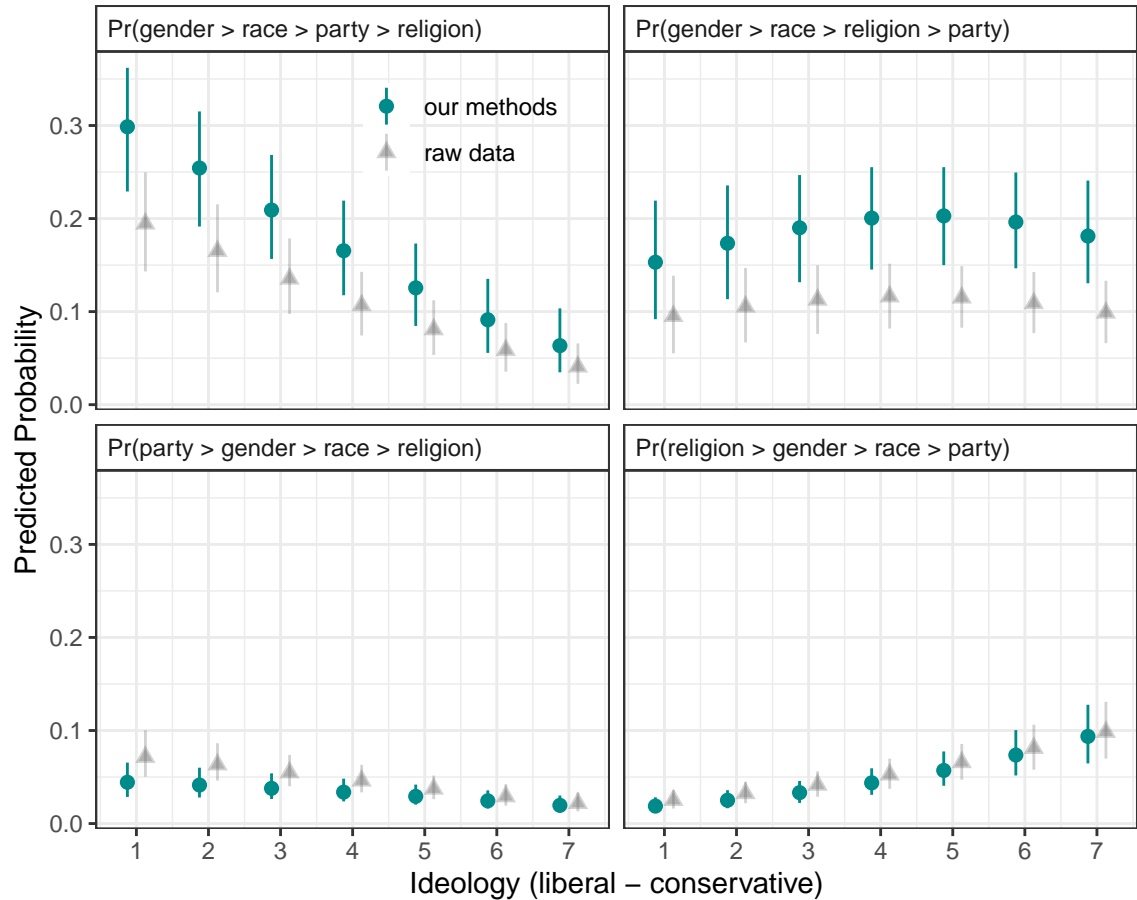 Pr(gender > race > party > religion)
Pr(gender > race > religion > party)
our methods
raw data
0.3
0.2
0.1
0.0
Pr(party > gender > race > religion)
Pr(religion > gender > race > party)
0.3
0.2
0.1
0.0
Predicted Probability
1 2 3 4 5 6 7
1 2 3 4 5 6 7
Ideology (liberal − conservative)